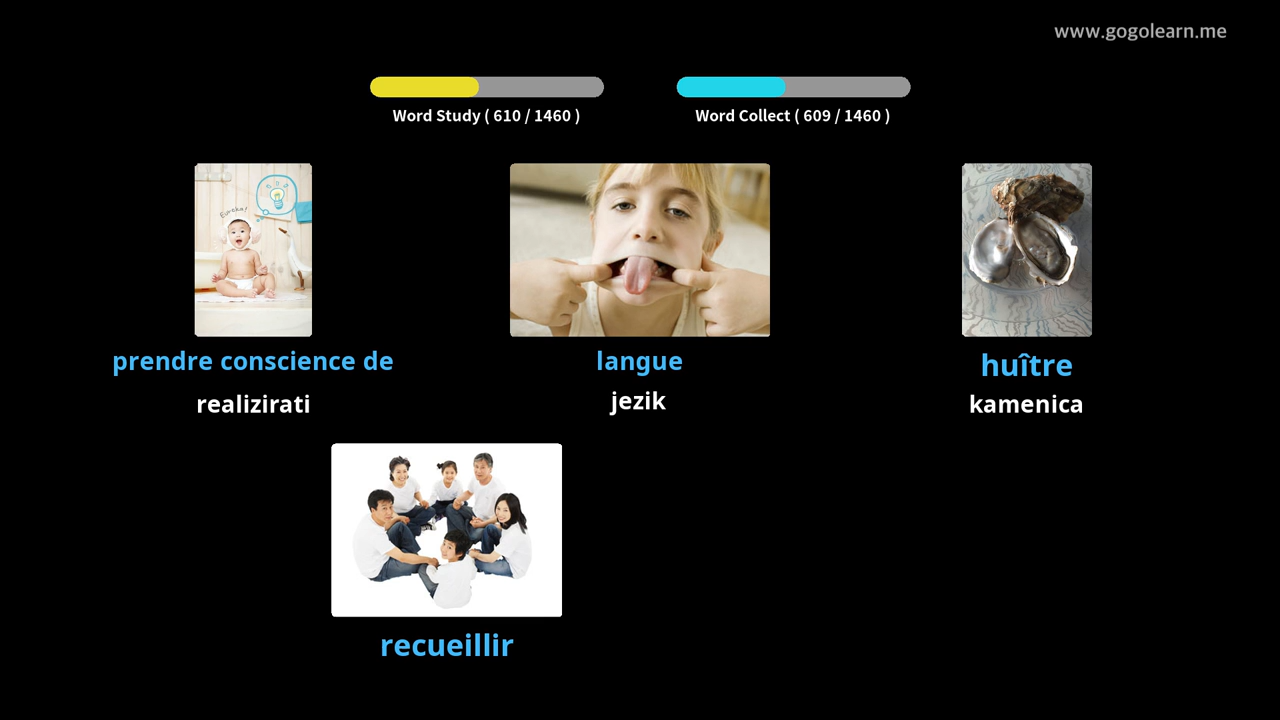 www.gogolearn.me
Word Study ( 610 / 1460 )
Word Collect ( 609 / 1460 )
Eureka!
prendre conscience de
langue
huître
realizirati
jezik
kamenica
recueillir